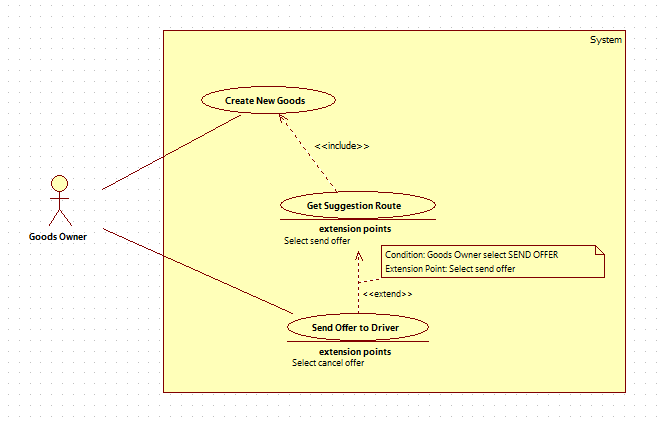 System
Create New Goods
<<include>>
Get Suggestion Route
extension points
Select send offer
Goods Owner
Condition: Goods Owner select SEND OFFER
Extension Point: Select send offer
<<extend>>
Send Offer to Driver
extension points
Select cancel offer